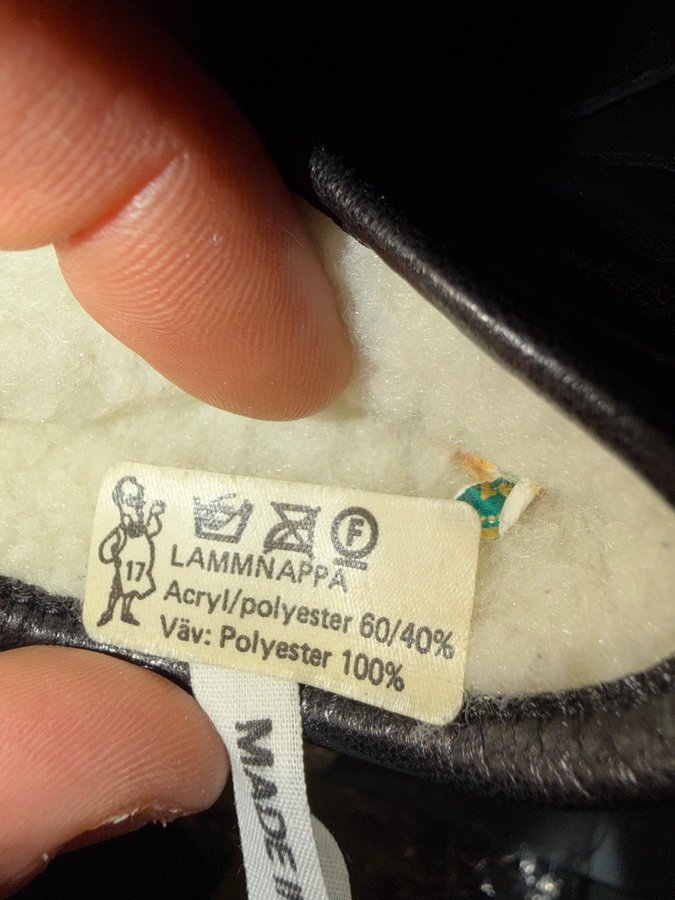 17
F
LAMMNAPPA
Acryl/polyester 60/40%
Väv: Polyester 100%
MADE